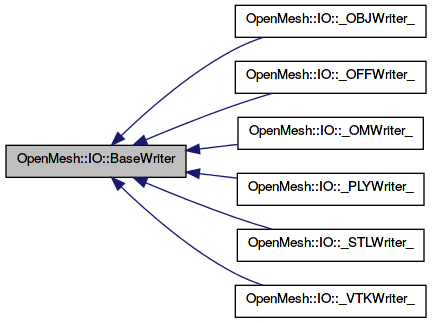 OpenMesh::IO::_OBJWriter_
OpenMesh::IO::_OFFWriter_
OpenMesh::IO::_OMWriter_
OpenMesh::IO::BaseWriter
OpenMesh::IO::_PLYWriter_
OpenMesh::IO::_STLWriter_
OpenMesh::IO::_VTKWriter_